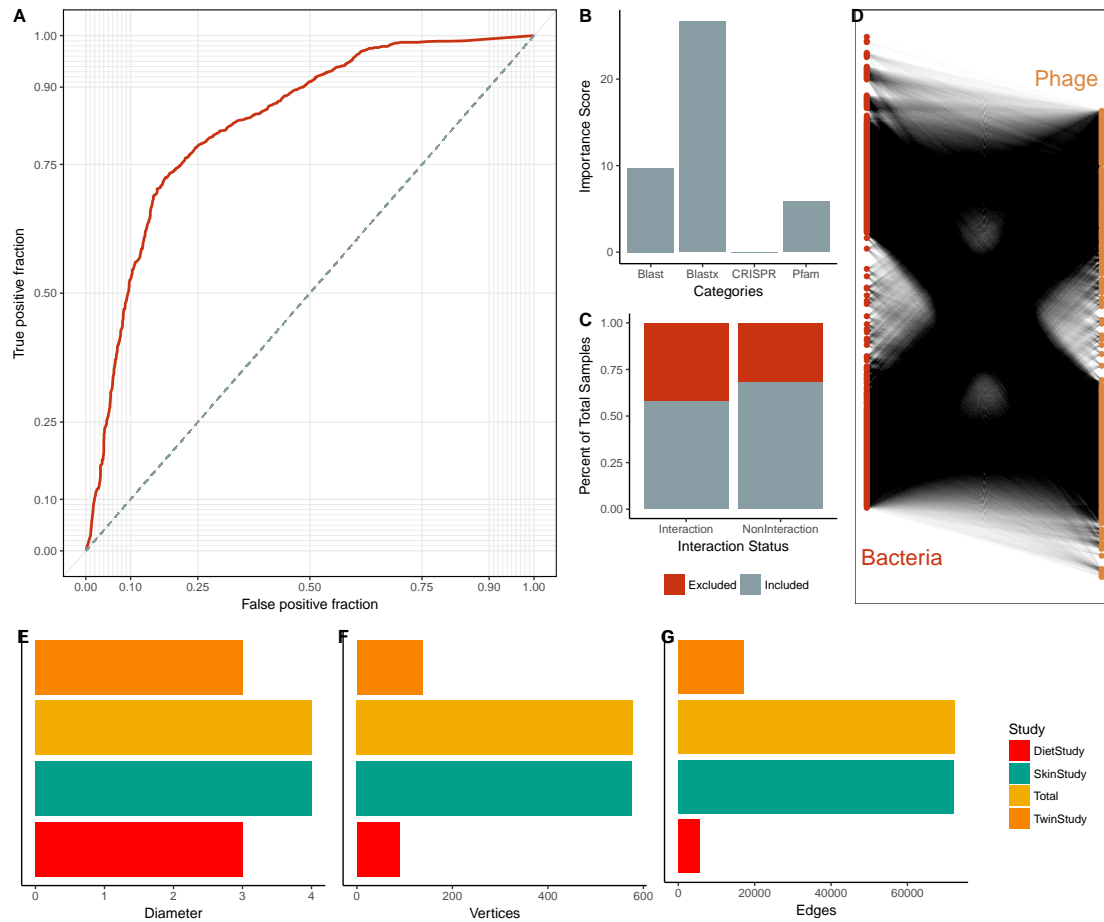 A
1.00
0.90
0.75
0.50
0.25
0.10
0.00
True positive fraction
0.00 0.10 0.25 0.50 0.75 0.90 1.00
False positive fraction
B
20
10
0
Importance Score
Blast Blastx CRISPR Pfam
Categories
C
1.00
0.75
0.50
0.25
0.00
Percent of Total Samples
Interaction NonInteraction
Interaction Status
Excluded Included
D
Phage
Bacteria
E
0 1 2 3 4
Diameter
F
0 200 400 600
Vertices
G
0 20000 40000 60000
Edges
Study
DietStudy
SkinStudy
Total
TwinStudy